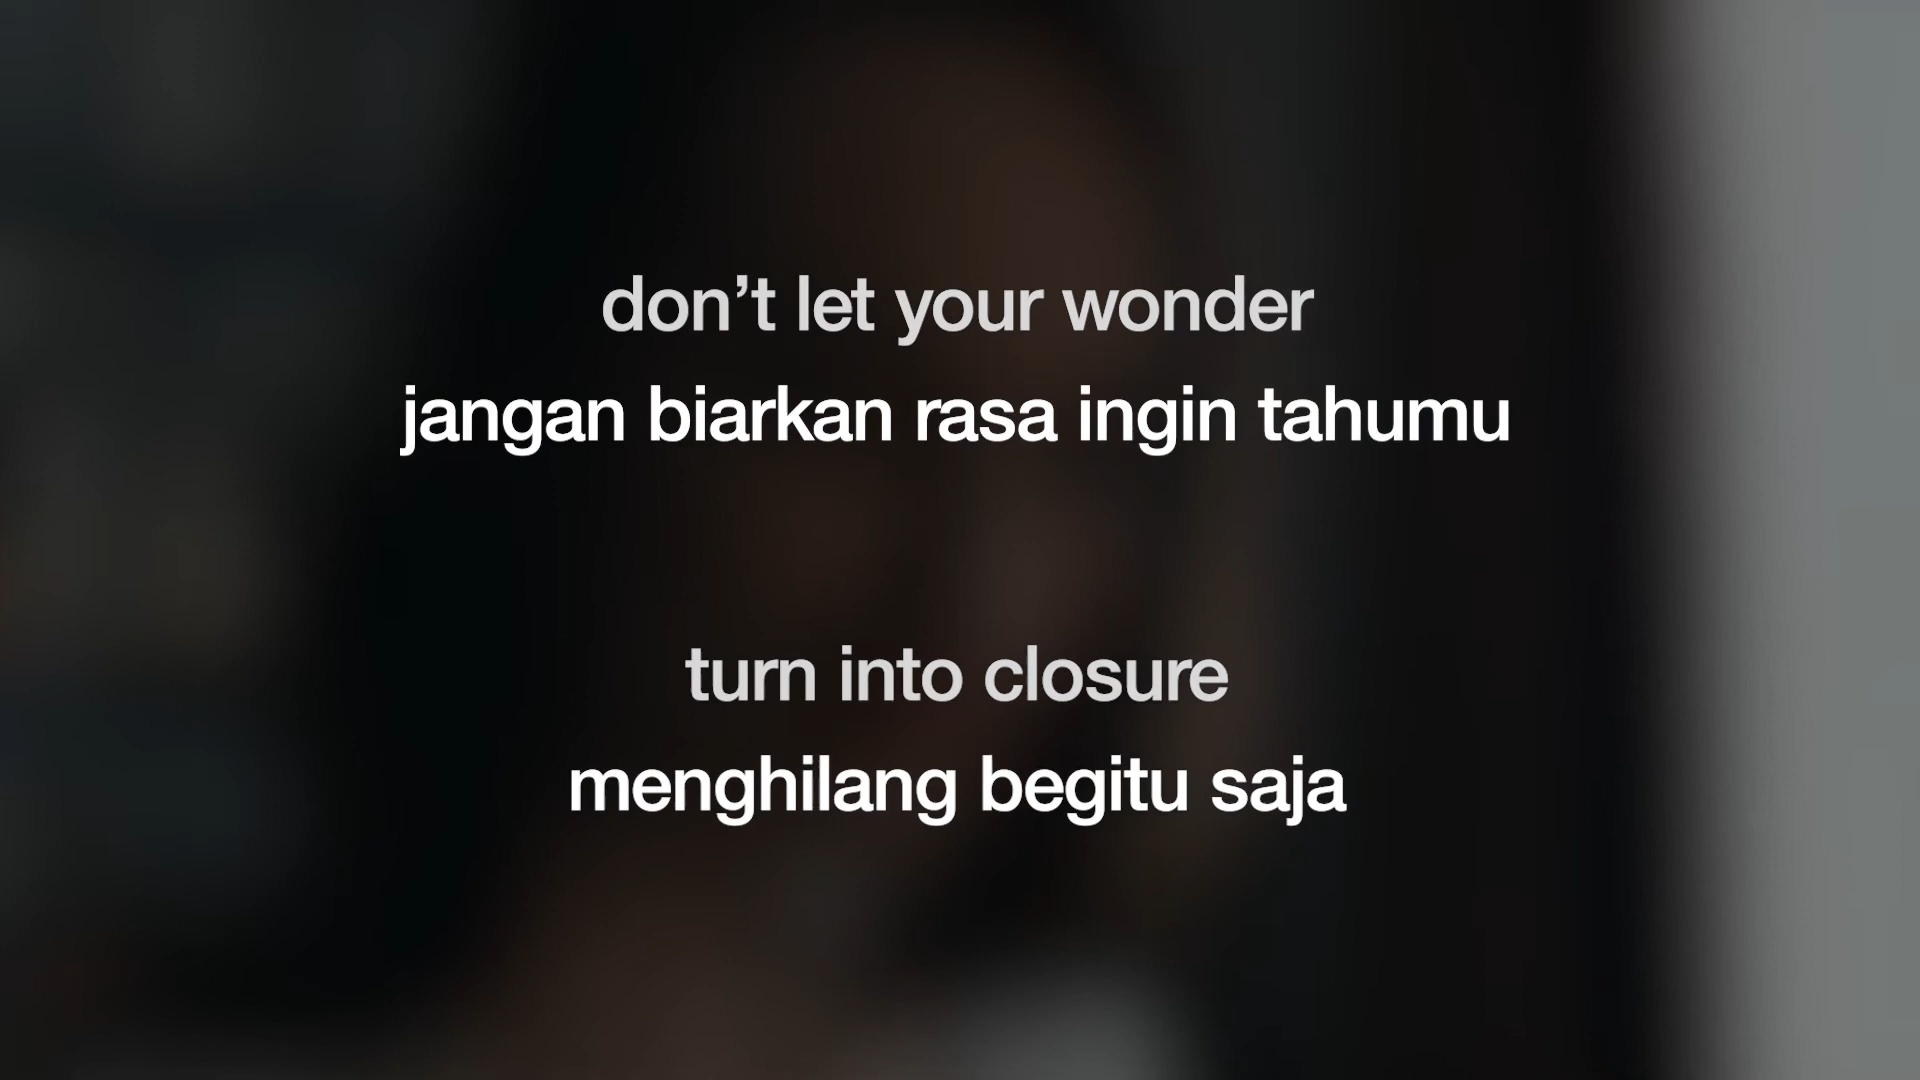 don’t let your wonder
jangan biarkan rasa ingin tahumu
turn into closure
menghilang begitu saja